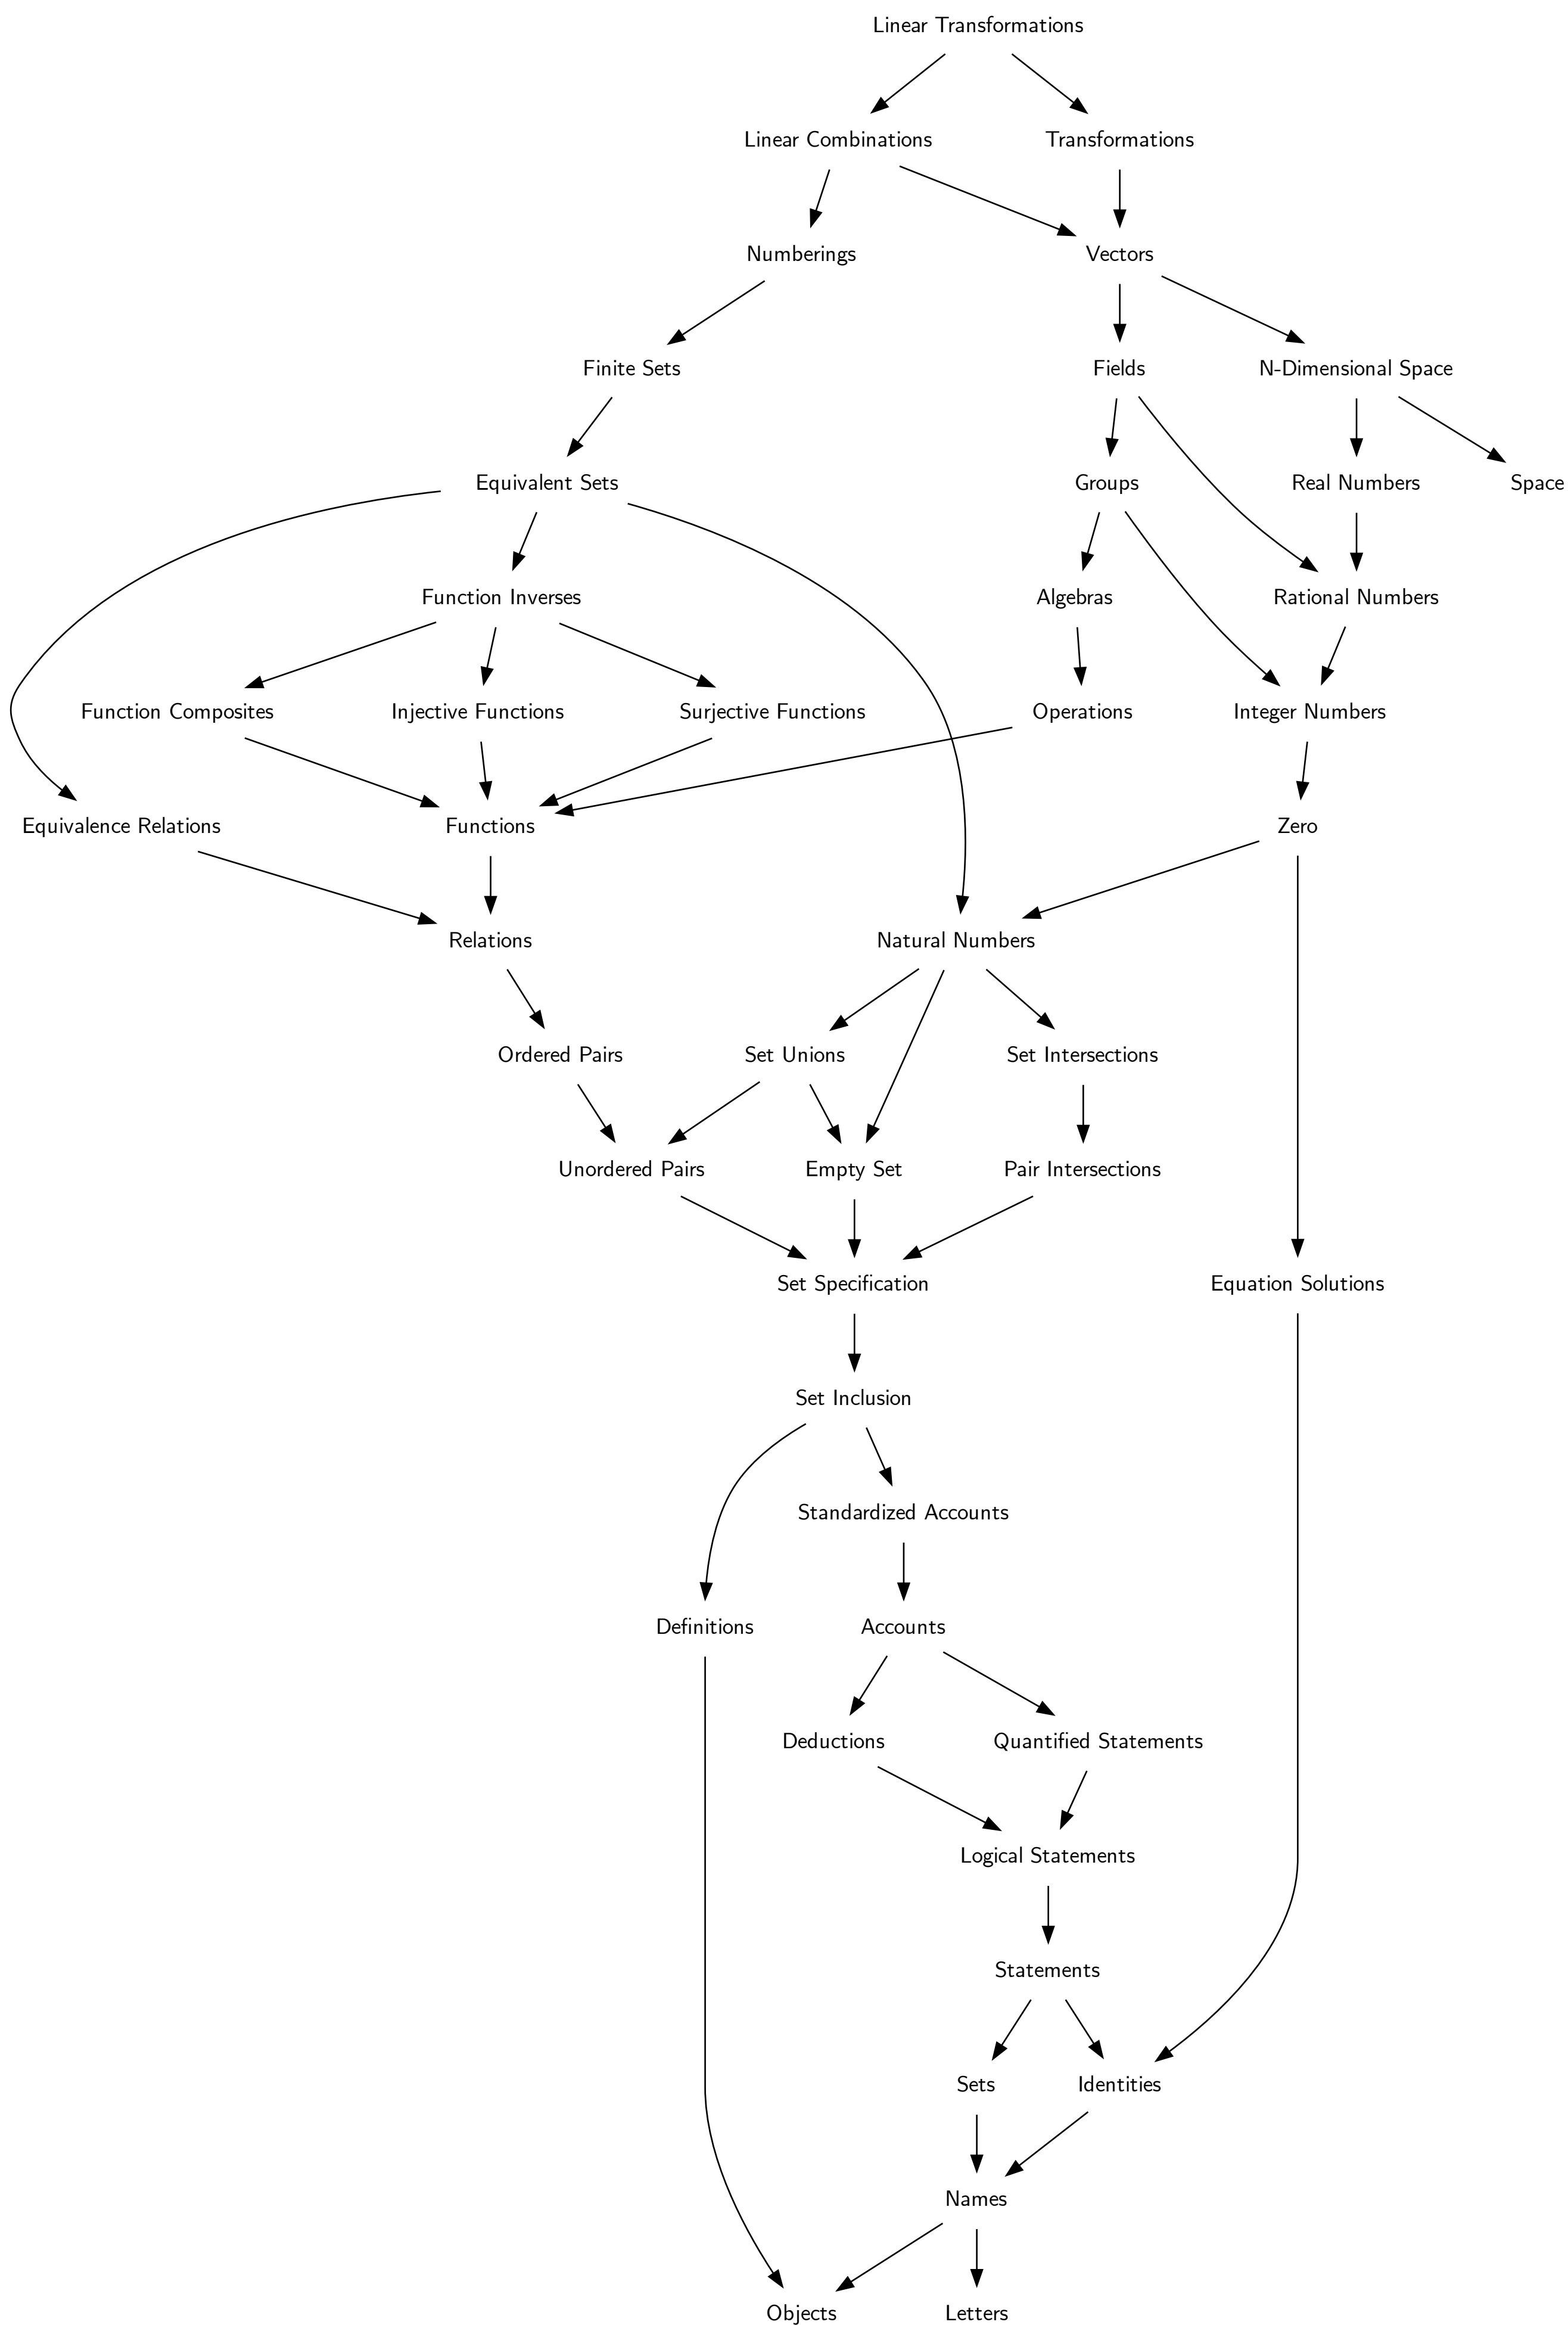 Linear Transformations
Linear Combinations
Transformations
Numberings
Vectors
Finite Sets
Fields
N-Dimensional Space
Equivalent Sets
Groups
Real Numbers
Space
Function Inverses
Algebras
Rational Numbers
Function Composites
Injective Functions
Surjective Functions
Operations
Integer Numbers
Equivalence Relations
Functions
Zero
Relations
Natural Numbers
Ordered Pairs
Set Unions
Set Intersections
Unordered Pairs
Empty Set
Pair Intersections
Set Specification
Equation Solutions
Set Inclusion
Standardized Accounts
Definitions
Accounts
Deductions
Quantified Statements
Logical Statements
Statements
Sets
Identities
Names
Objects
Letters